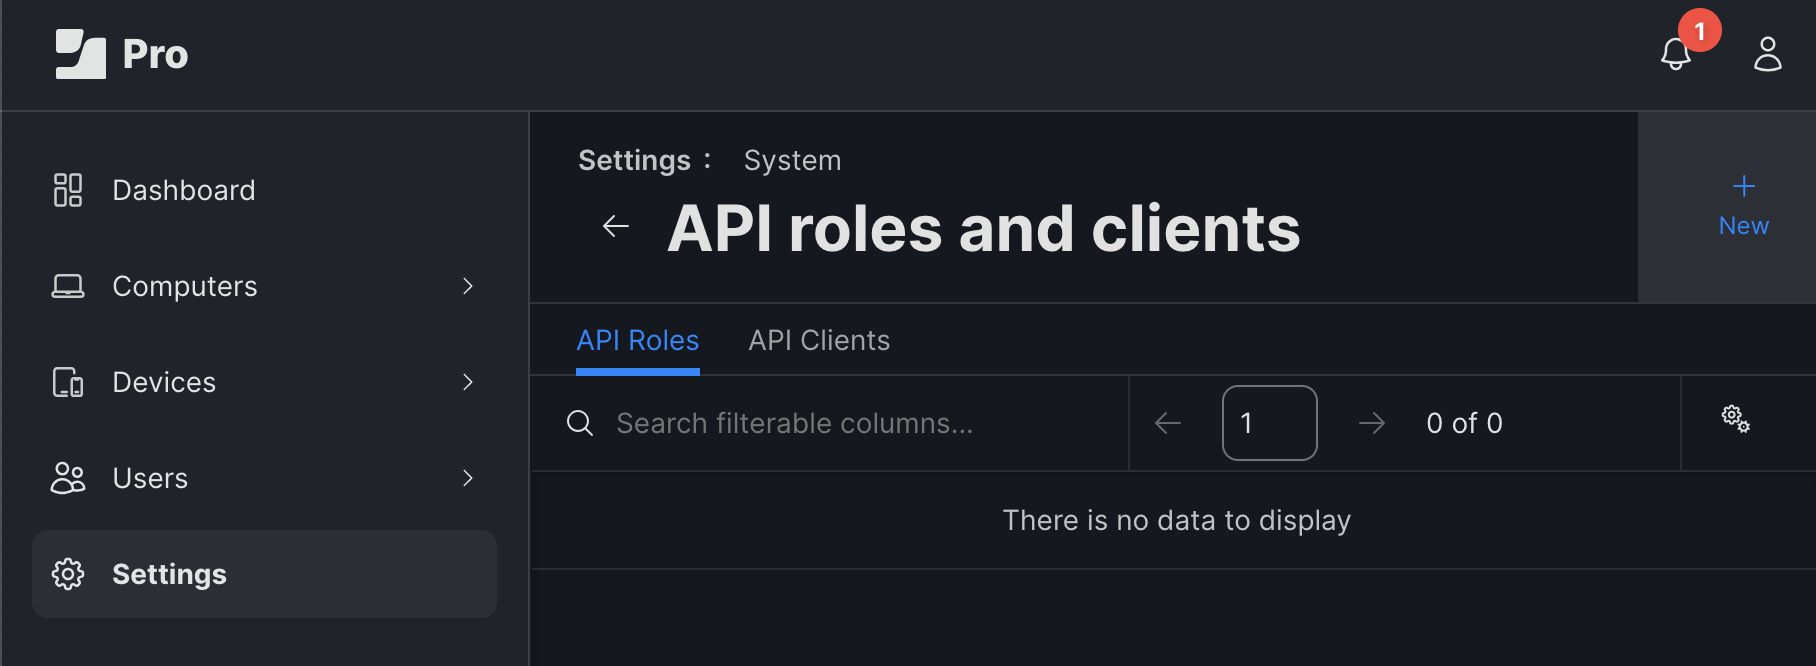 Pro
1
Dashboard
Computers
Devices
Users
Settings
Settings : System
API roles and clients
New
API Roles API Clients
Search filterable columns... 1 0 of 0
There is no data to display